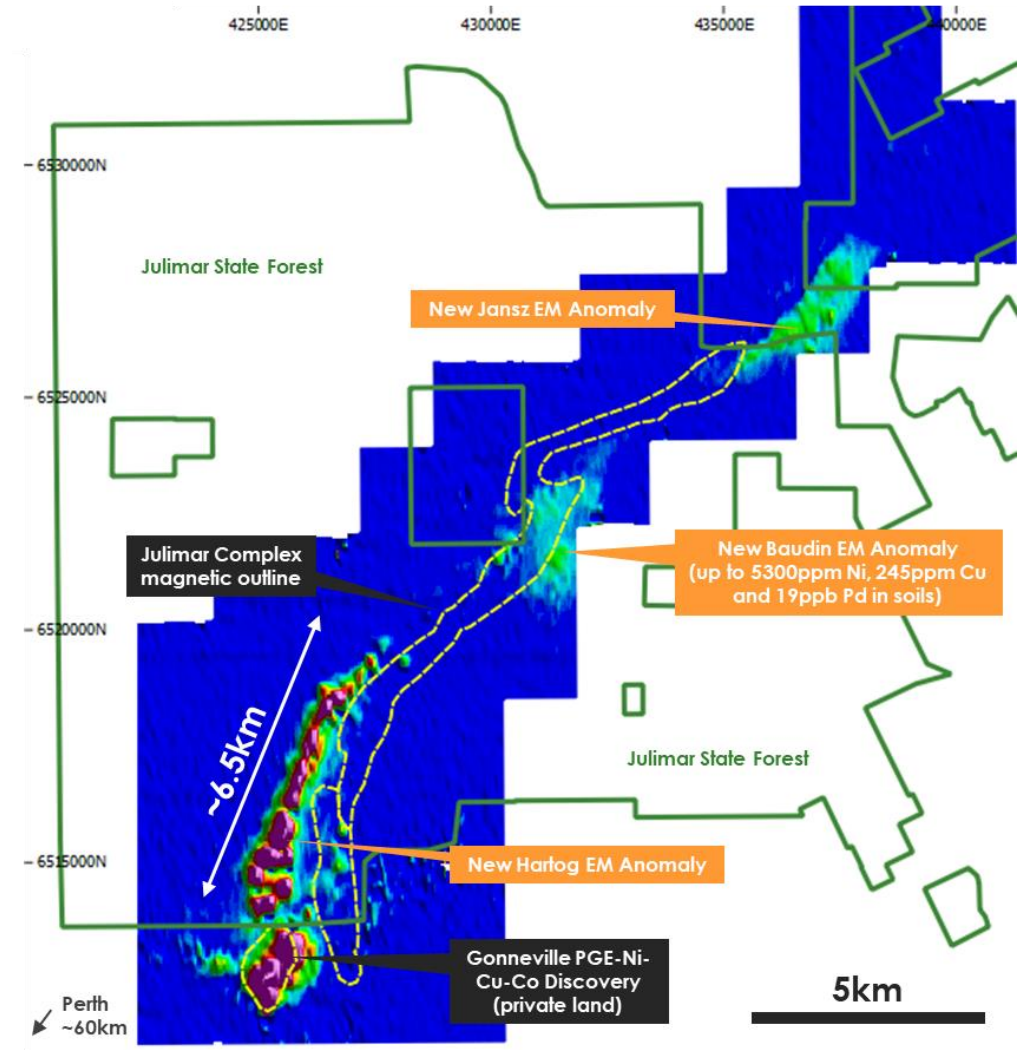 425000E
430000E
435000E
40000E
6530000N
Julimar State Forest
New Jansz EM Anomaly
6525000N
Julimar Complex
magnetic outline
New Baudin EM Anomaly
(up to 5300ppm Ni, 245ppm Cu
and 19ppb Pd in soils)
6520000N
~6.5km
Julimar State Forest
6515000N
New Hartog EM Anomaly
Gonneville PGE-Ni-
Cu-Co Discovery
(private land)
5km
Perth
~60km